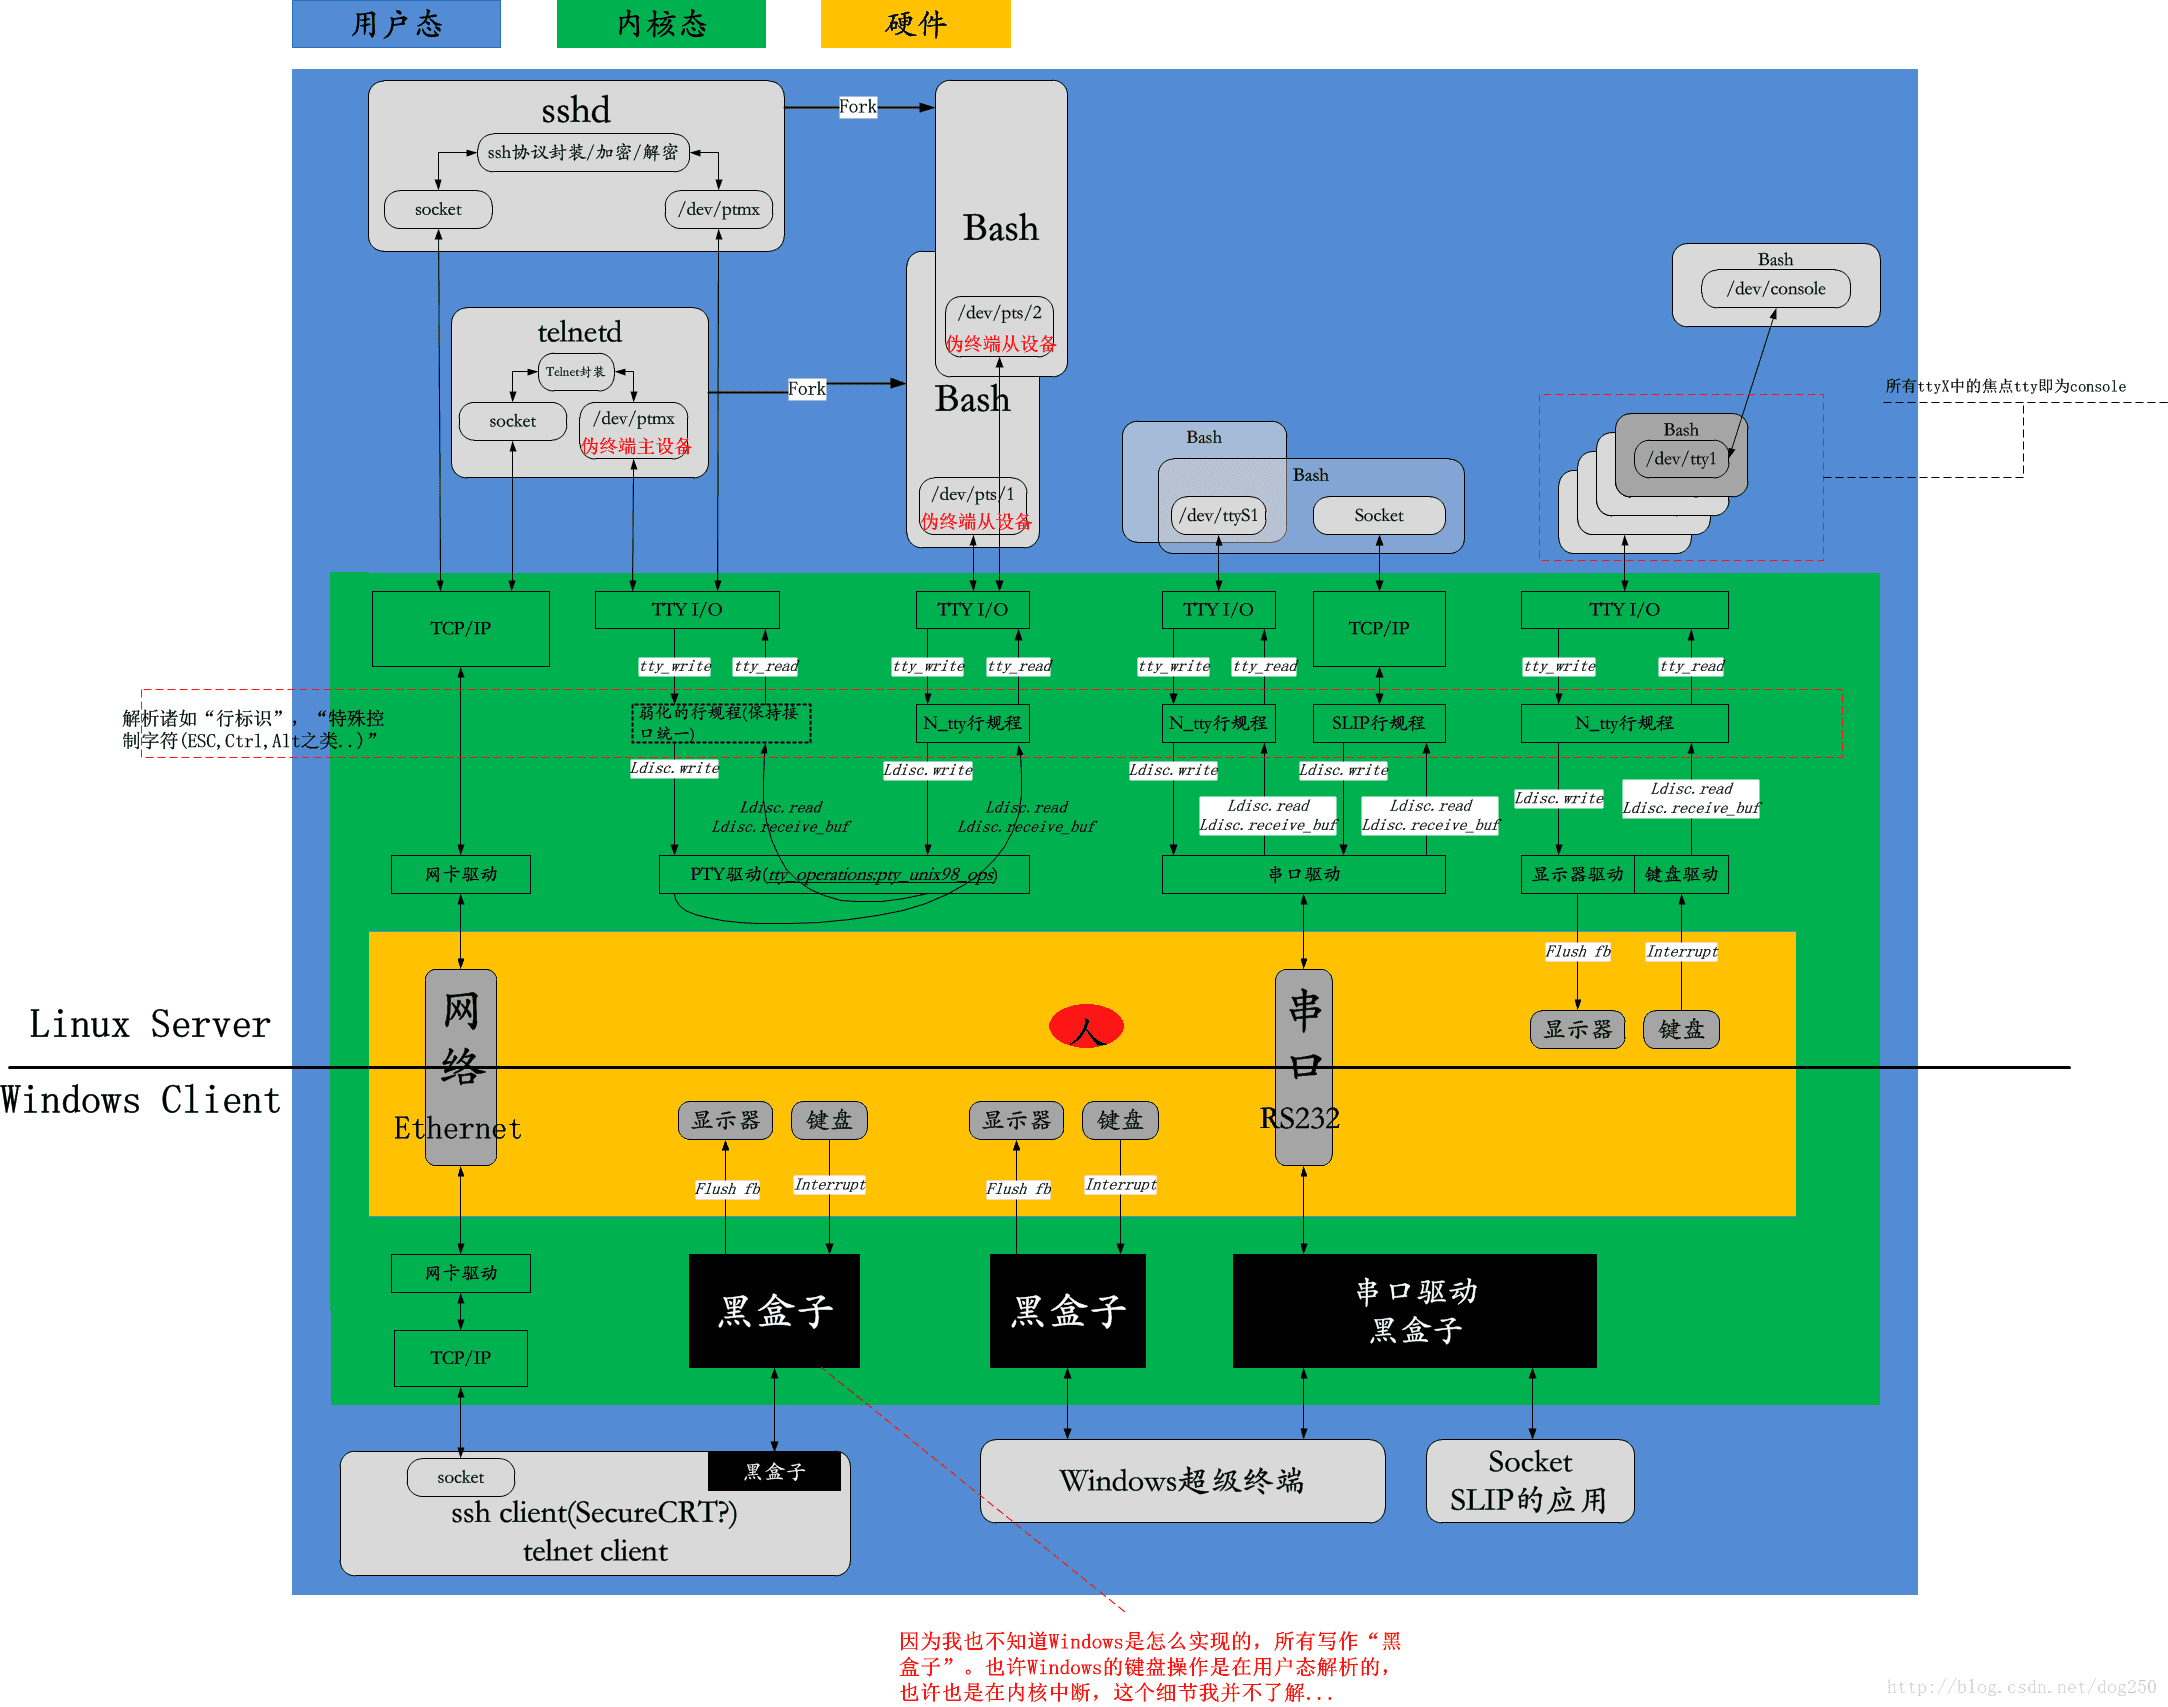 用户态
内核态
硬件
sshd
ssh协议封装/加密/解密
socket
/dev/ptmx
Fork
Bash
/dev/pts/2
伪终端从设备
telnetd
Telnet封装
socket
/dev/ptmx
伪终端主设备
Fork
Bash
/dev/pts/1
伪终端从设备
Bash
Bash
/dev/ttyS1
Socket
Bash
/dev/console
Bash
/dev/tty1
所有ttyX中的焦点tty即为console
TCP/IP
TTY I/O
TTY I/O
TTY I/O
TCP/IP
TTY I/O
tty_write
tty_read
tty_write
tty_read
tty_write
tty_read
tty_write
tty_read
解析诸如“行标识”，“特殊控
制字符(ESC,Ctrl,Alt之类..)”
弱化的行规程(保持接
口统一)
N_tty行规程
N_tty行规程
SLIP行规程
N_tty行规程
Ldisc.write
Ldisc.write
Ldisc.write
Ldisc.write
Ldisc.write
Ldisc.read
Ldisc.receive_buf
Ldisc.read
Ldisc.receive_buf
Ldisc.read
Ldisc.receive_buf
Ldisc.read
Ldisc.receive_buf
Ldisc.read
Ldisc.receive_buf
网卡驱动
PTY驱动(tty_operations:pty_unix98_ops)
串口驱动
显示器驱动
键盘驱动
Flush fb
Interrupt
网
络
Ethernet
人
串
口
RS232
显示器
键盘
Linux Server
Windows Client
显示器
键盘
显示器
键盘
Flush fb
Interrupt
Flush fb
Interrupt
网卡驱动
TCP/IP
黑盒子
黑盒子
串口驱动
黑盒子
socket
黑盒子
ssh client(SecureCRT?)
telnet client
Windows超级终端
Socket
SLIP的应用
因为我也不知道Windows是怎么实现的，所有写作“黑
盒子”。也许Windows的键盘操作是在用户态解析的，
也许也是在内核中断，这个细节我并不了解...
http://blog.csdn.net/dog250